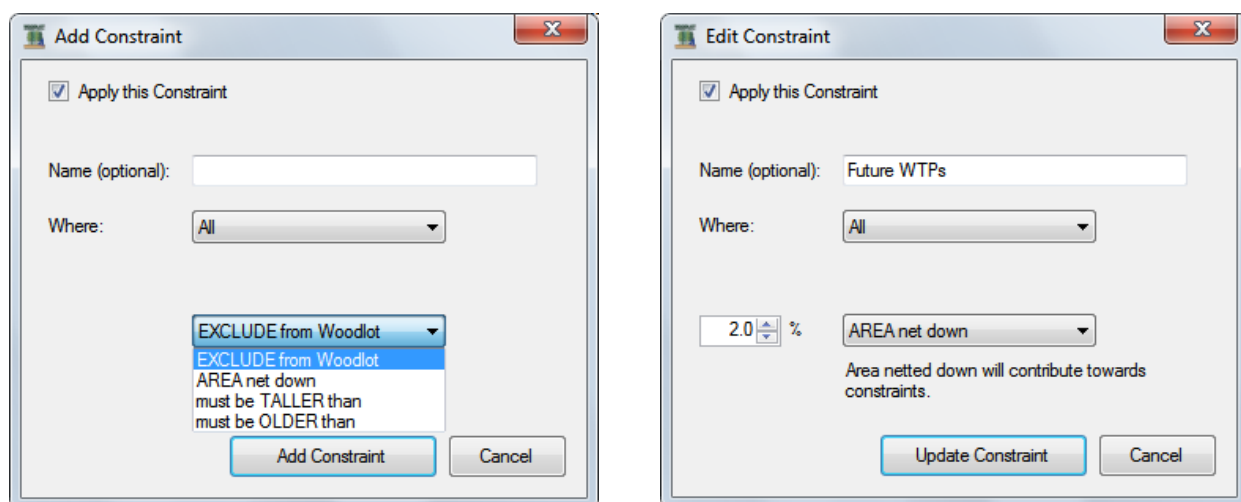 Add Constraint
Apply this Constraint
Name (optional):
Where: All
EXCLUDE from Woodlot
EXCLUDE from Woodlot
AREA net down
must be TALLER than
must be OLDER than
Add Constraint Cancel
Edit Constraint
Apply this Constraint
Name (optional): Future WTPs
Where: All
2.0 % AREA net down
Area netted down will contribute towards
constraints.
Update Constraint Cancel